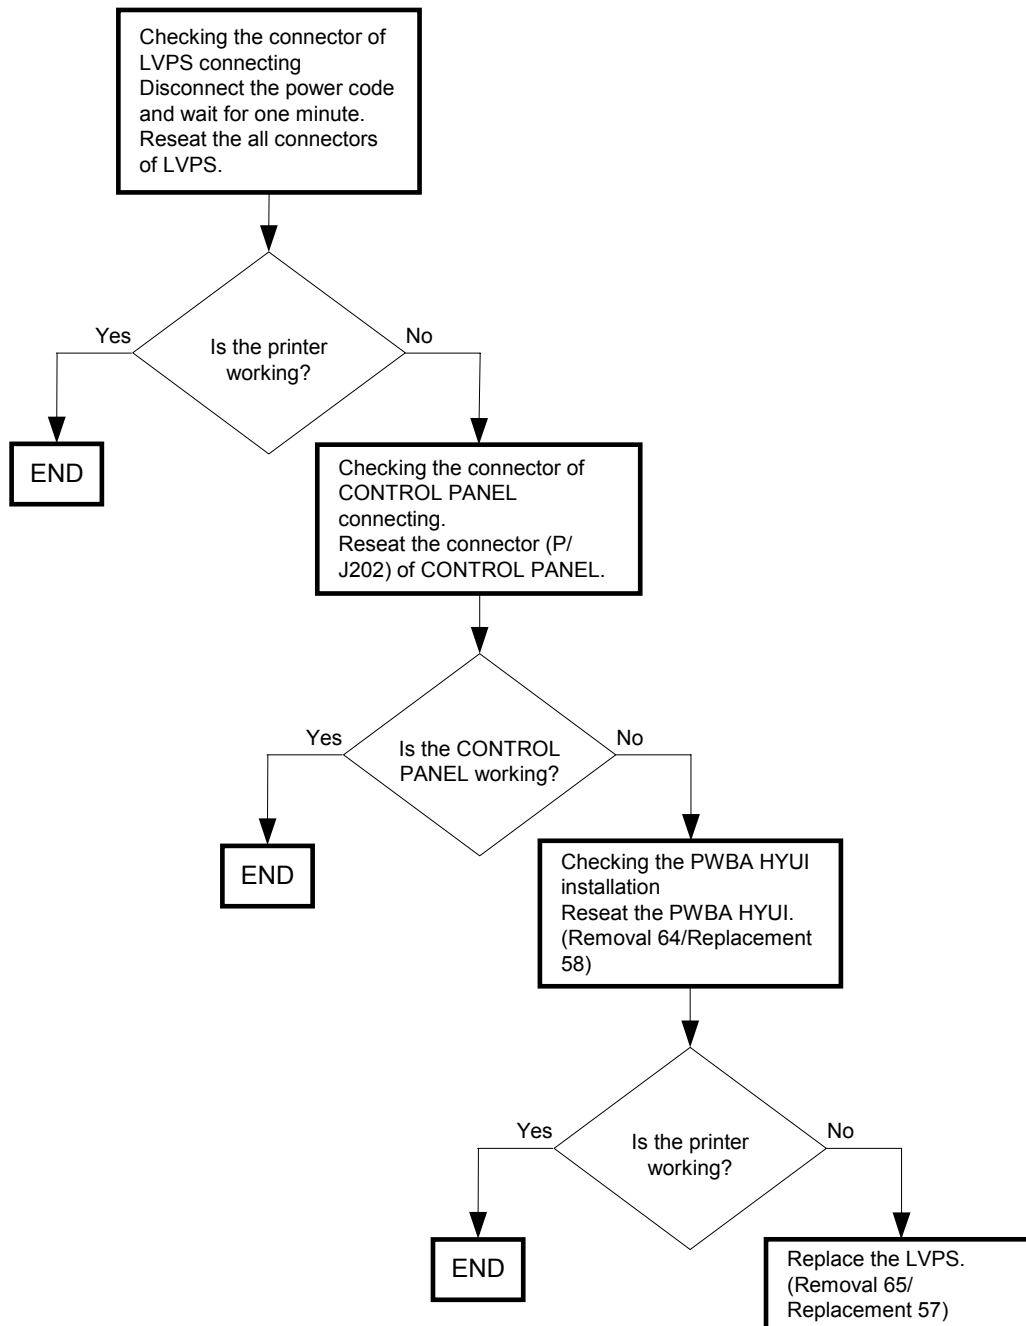 Checking the connector of
LVPS connecting
Disconnect the power code
and wait for one minute.
Reseat the all connectors
of LVPS.
Yes
No
Is the printer
working?
END
Checking the connector of
CONTROL PANEL
connecting.
Reseat the connector (P/
J202) of CONTROL PANEL.
Yes
No
Is the CONTROL
PANEL working?
END
Checking the PWBA HYUI
installation
Reseat the PWBA HYUI.
(Removal 64/Replacement
58)
Yes
No
Is the printer
working?
END
Replace the LVPS.
(Removal 65/
Replacement 57)